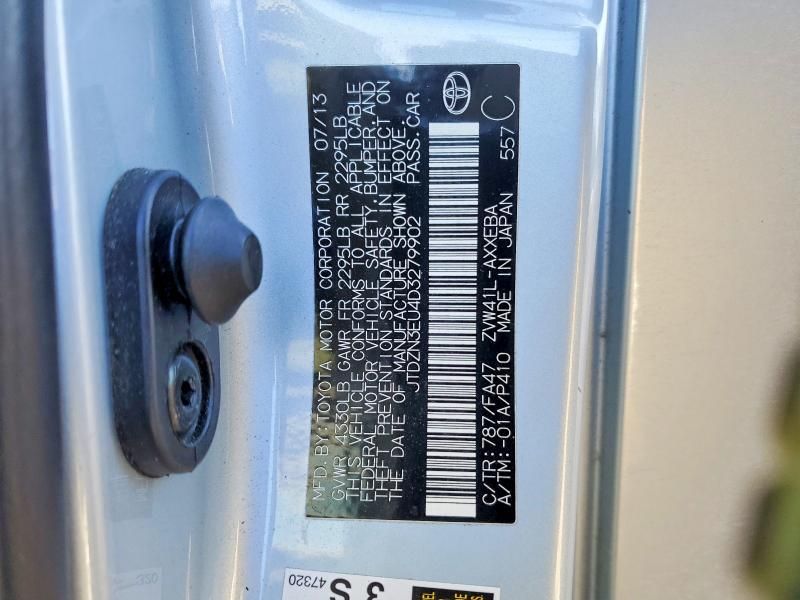 MFD.BY:TOYOTA MOTOR CORPORATION 07/13
GVWR 4330LB GAWR FR 2295LB RR 2295LB
THIS VEHICLE CONFORMS TO ALL APPLICABLE
FEDERAL MOTOR VEHICLE SAFETY, BUMPER, AND
THEFT PREVENTION STANDARDS IN EFFECT ON
THE DATE OF MANUFACTURE SHOWN ABOVE.
JTDZN3EU4D3279902 PASS.CAR
C/TR:787/FA47 ZVW41L-AXXEBA
A/TM:-01A/P410 MADE IN JAPAN 557 C
47320
3 S